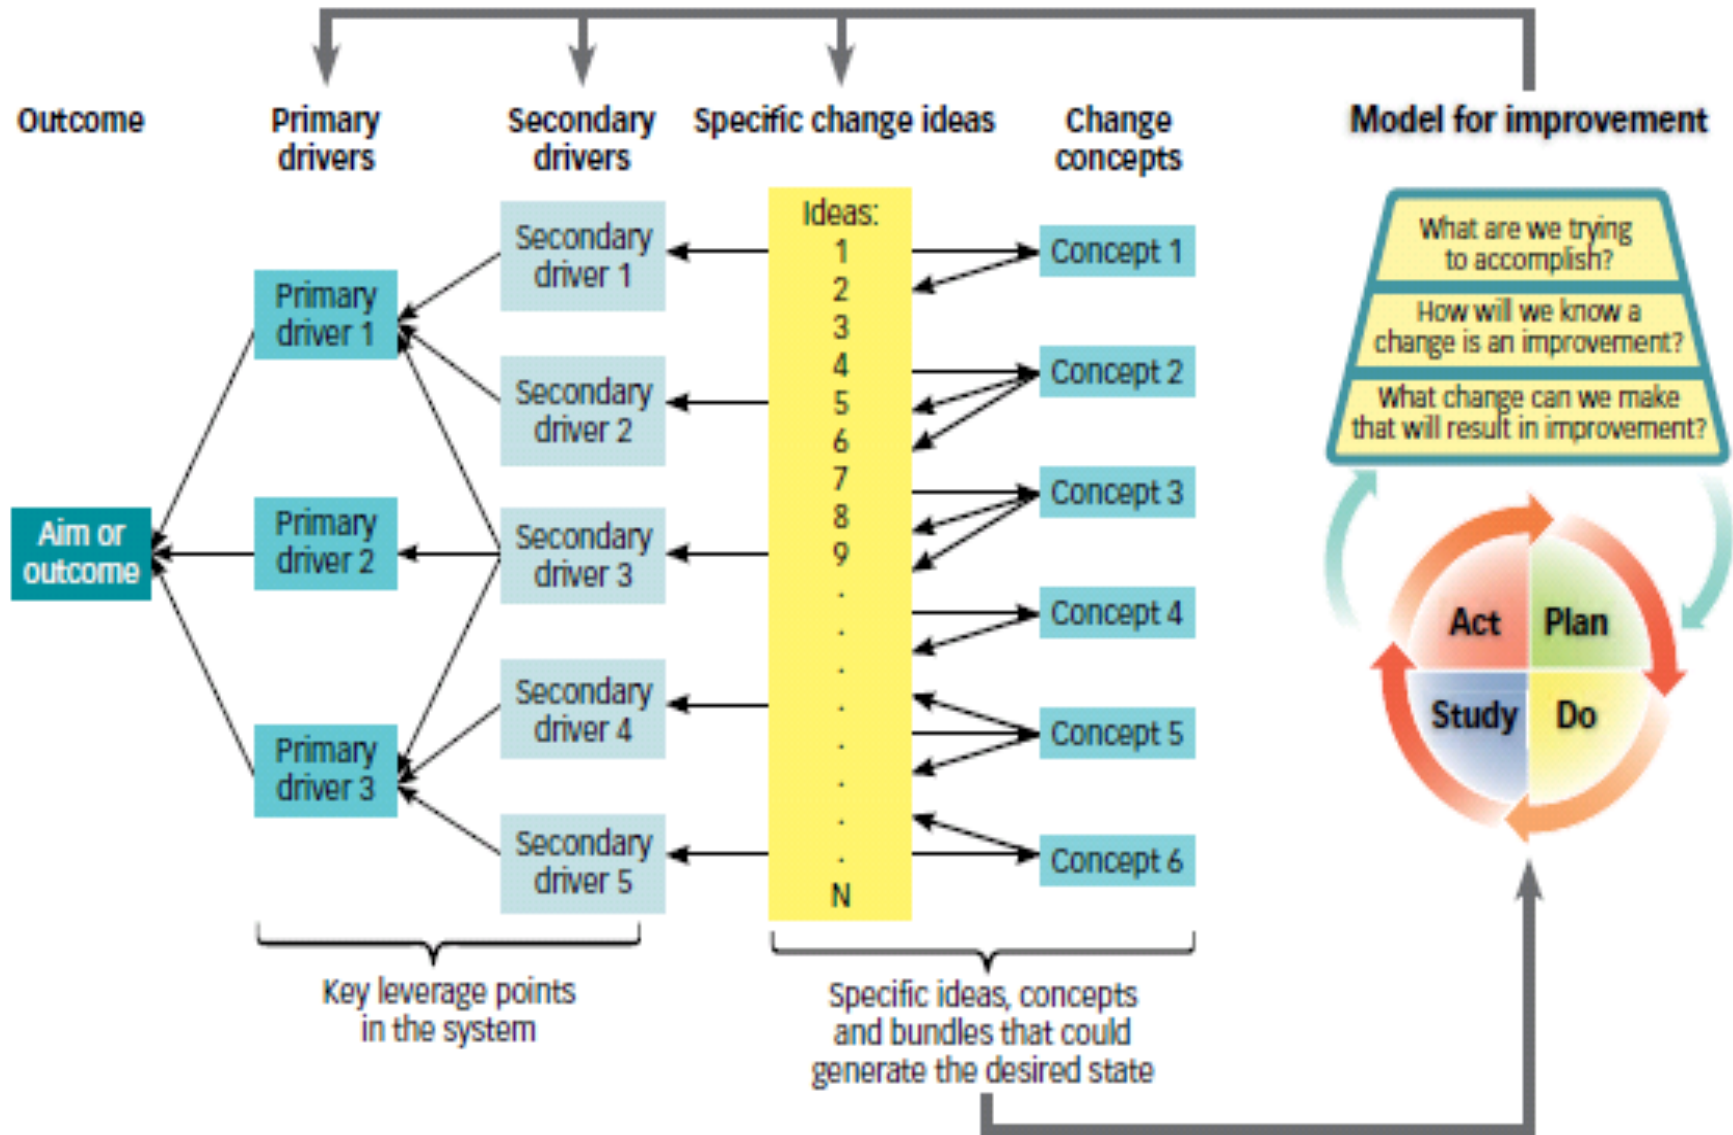 Outcome
Primary
drivers
Secondary
drivers
Specific change ideas
Change
concepts
Model for improvement
Aim or
outcome
Primary
driver 1
Primary
driver 2
Primary
driver 3
Secondary
driver 1
Secondary
driver 2
Secondary
driver 3
Secondary
driver 4
Secondary
driver 5
Ideas:
1
2
3
4
5
6
7
8
9
.
.
.
.
.
.
.
.
N
Concept 1
Concept 2
Concept 3
Concept 4
Concept 5
Concept 6
What are we trying
to accomplish?
How will we know a
change is an improvement?
What change can we make
that will result in improvement?
Act
Plan
Study
Do
Key leverage points
in the system
Specific ideas, concepts
and bundles that could
generate the desired state